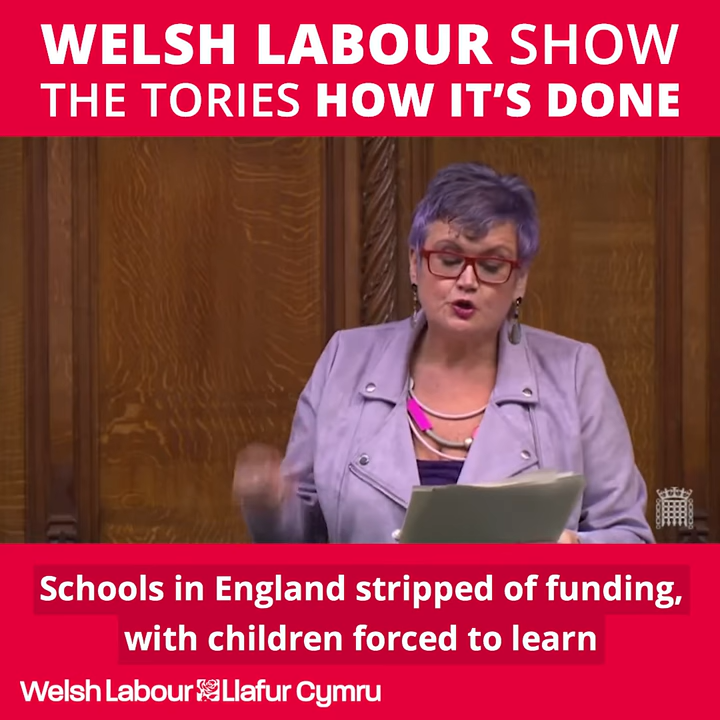 WELSH LABOUR SHOW
THE TORIES HOW IT'S DONE
Schools in England stripped of funding,
with children forced to learn
Welsh Labour Llafur Cymru